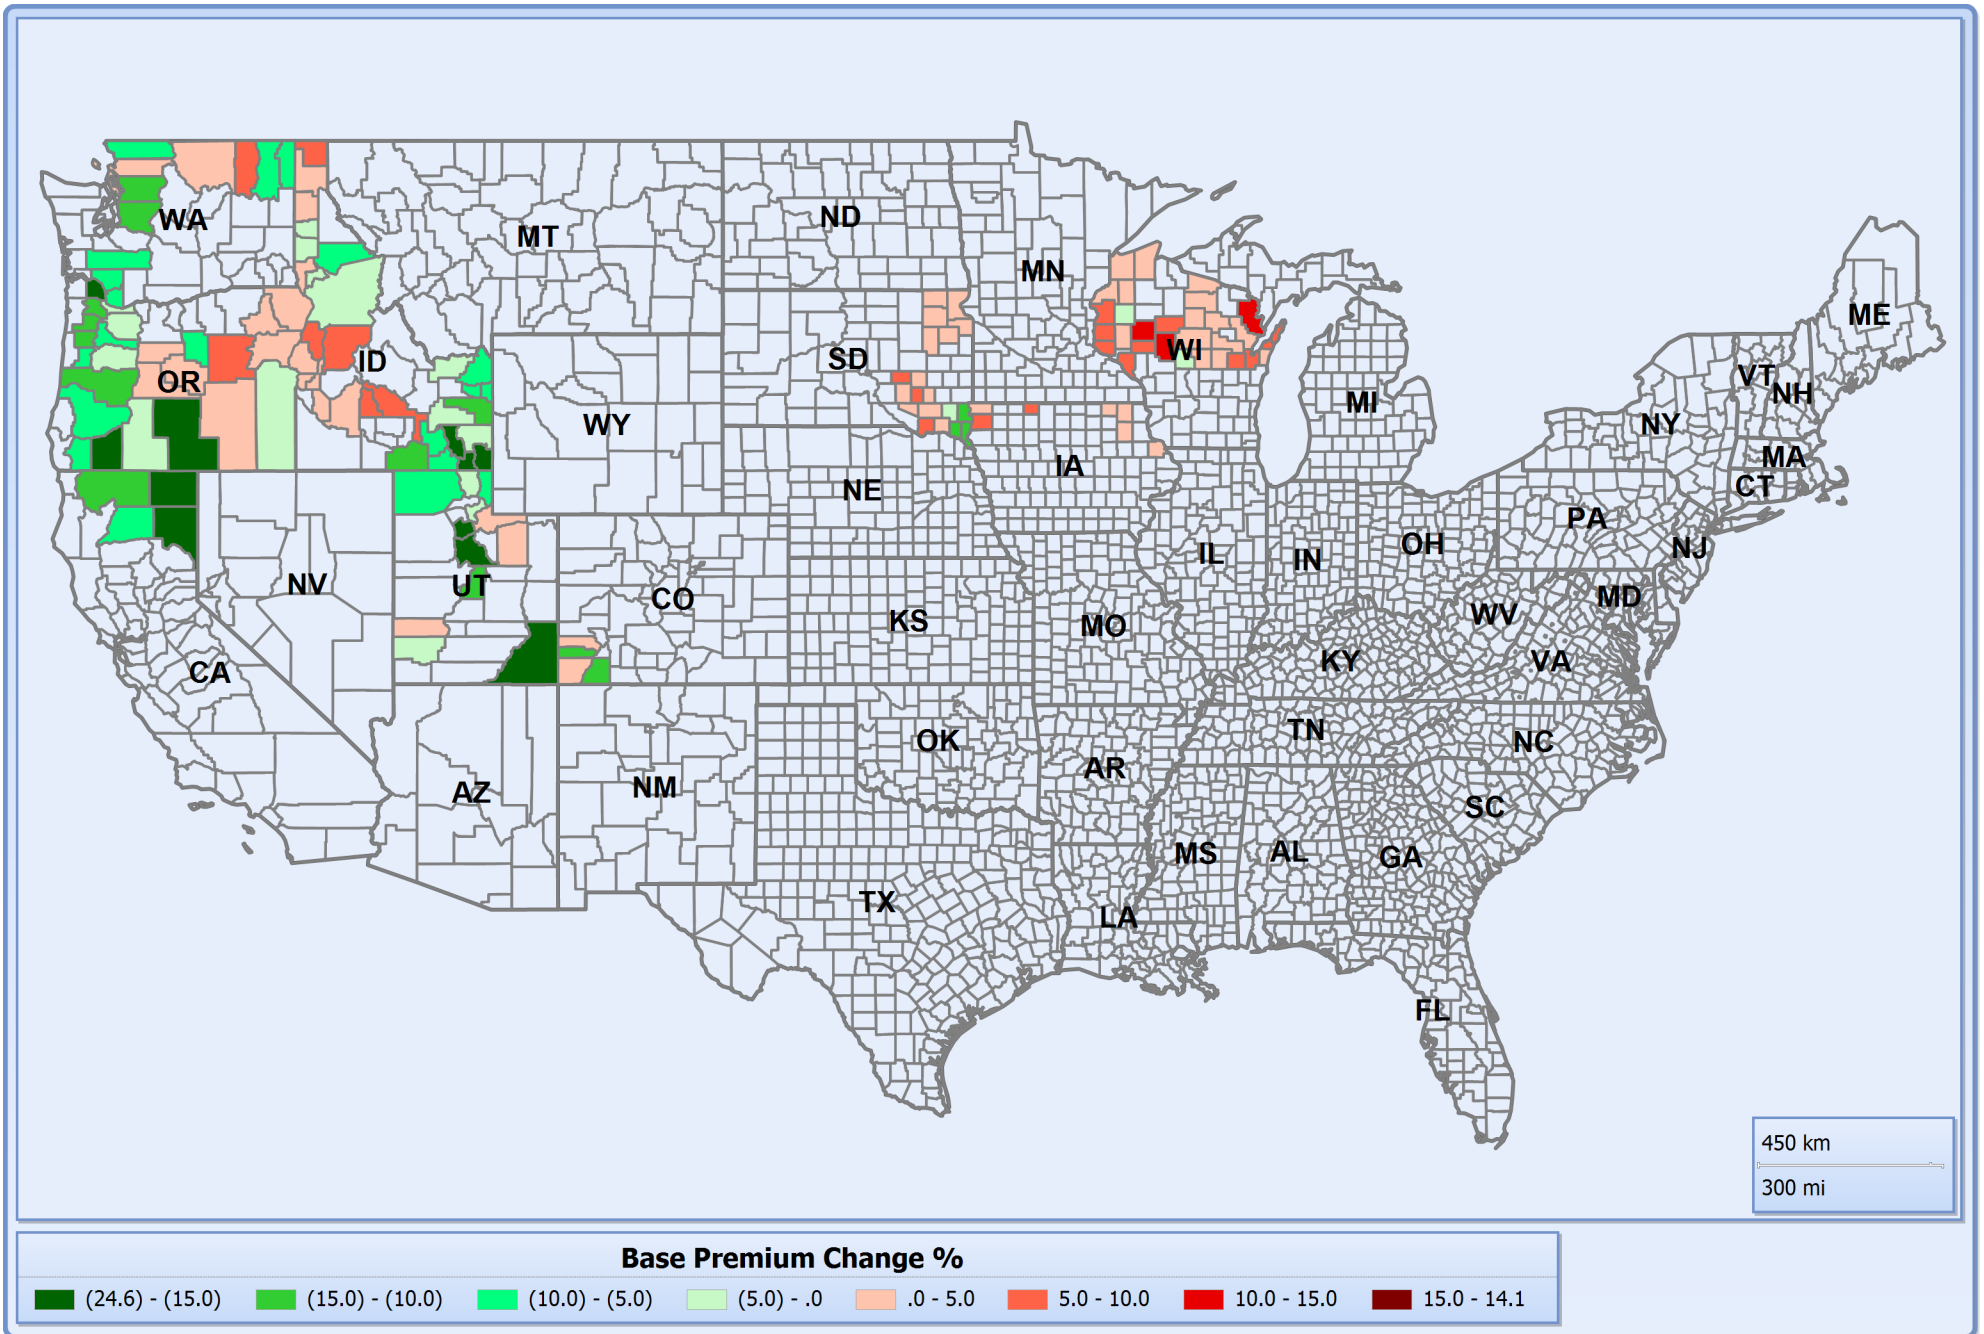 WA
MT
ND
MN
ME
SD
WI
ID
OR
WY
MI
VT
NH
NY
MA
CT
IA
NE
PA
NJ
OH
IL
IN
NV
UT
CO
KS
MO
WV
MD
KY
VA
CA
TN
NC
OK
AR
AZ
NM
SC
MS
AL
GA
TX
LA
FL
450 km
300 mi
Base Premium Change %
(24.6) - (15.0) (15.0) - (10.0) (10.0) - (5.0) (5.0) - .0 .0 - 5.0 5.0 - 10.0 10.0 - 15.0 15.0 - 14.1